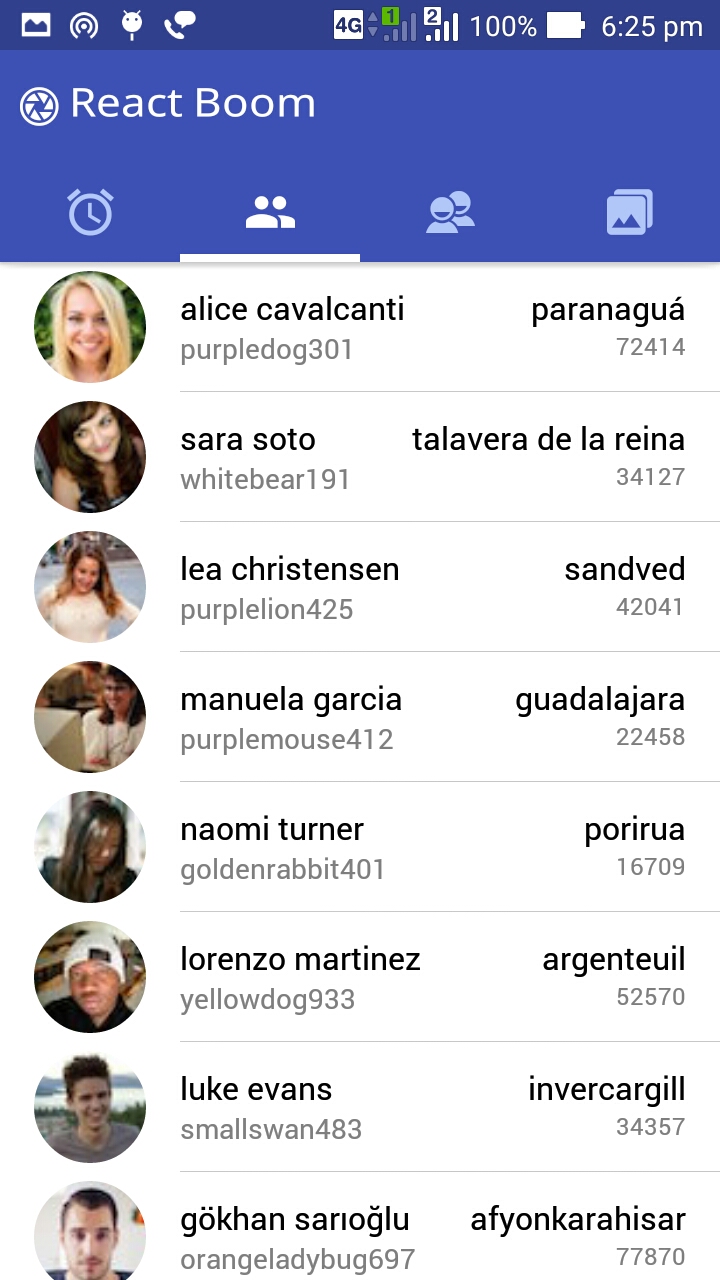 4G 1 2 100% 6:25 pm
React Boom
alice cavalcanti paranaguá
purpledog301 72414
sara soto talavera de la reina
whitebear191 34127
lea christensen sandved
purplelion425 42041
manuela garcia guadalajara
purplemouse412 22458
naomi turner porirua
goldenrabbit401 16709
lorenzo martinez argenteuil
yellowdog933 52570
luke evans invercargill
smallswan483 34357
gökhan sarıoğlu afyonkarahisar
orangeladybug697 77870